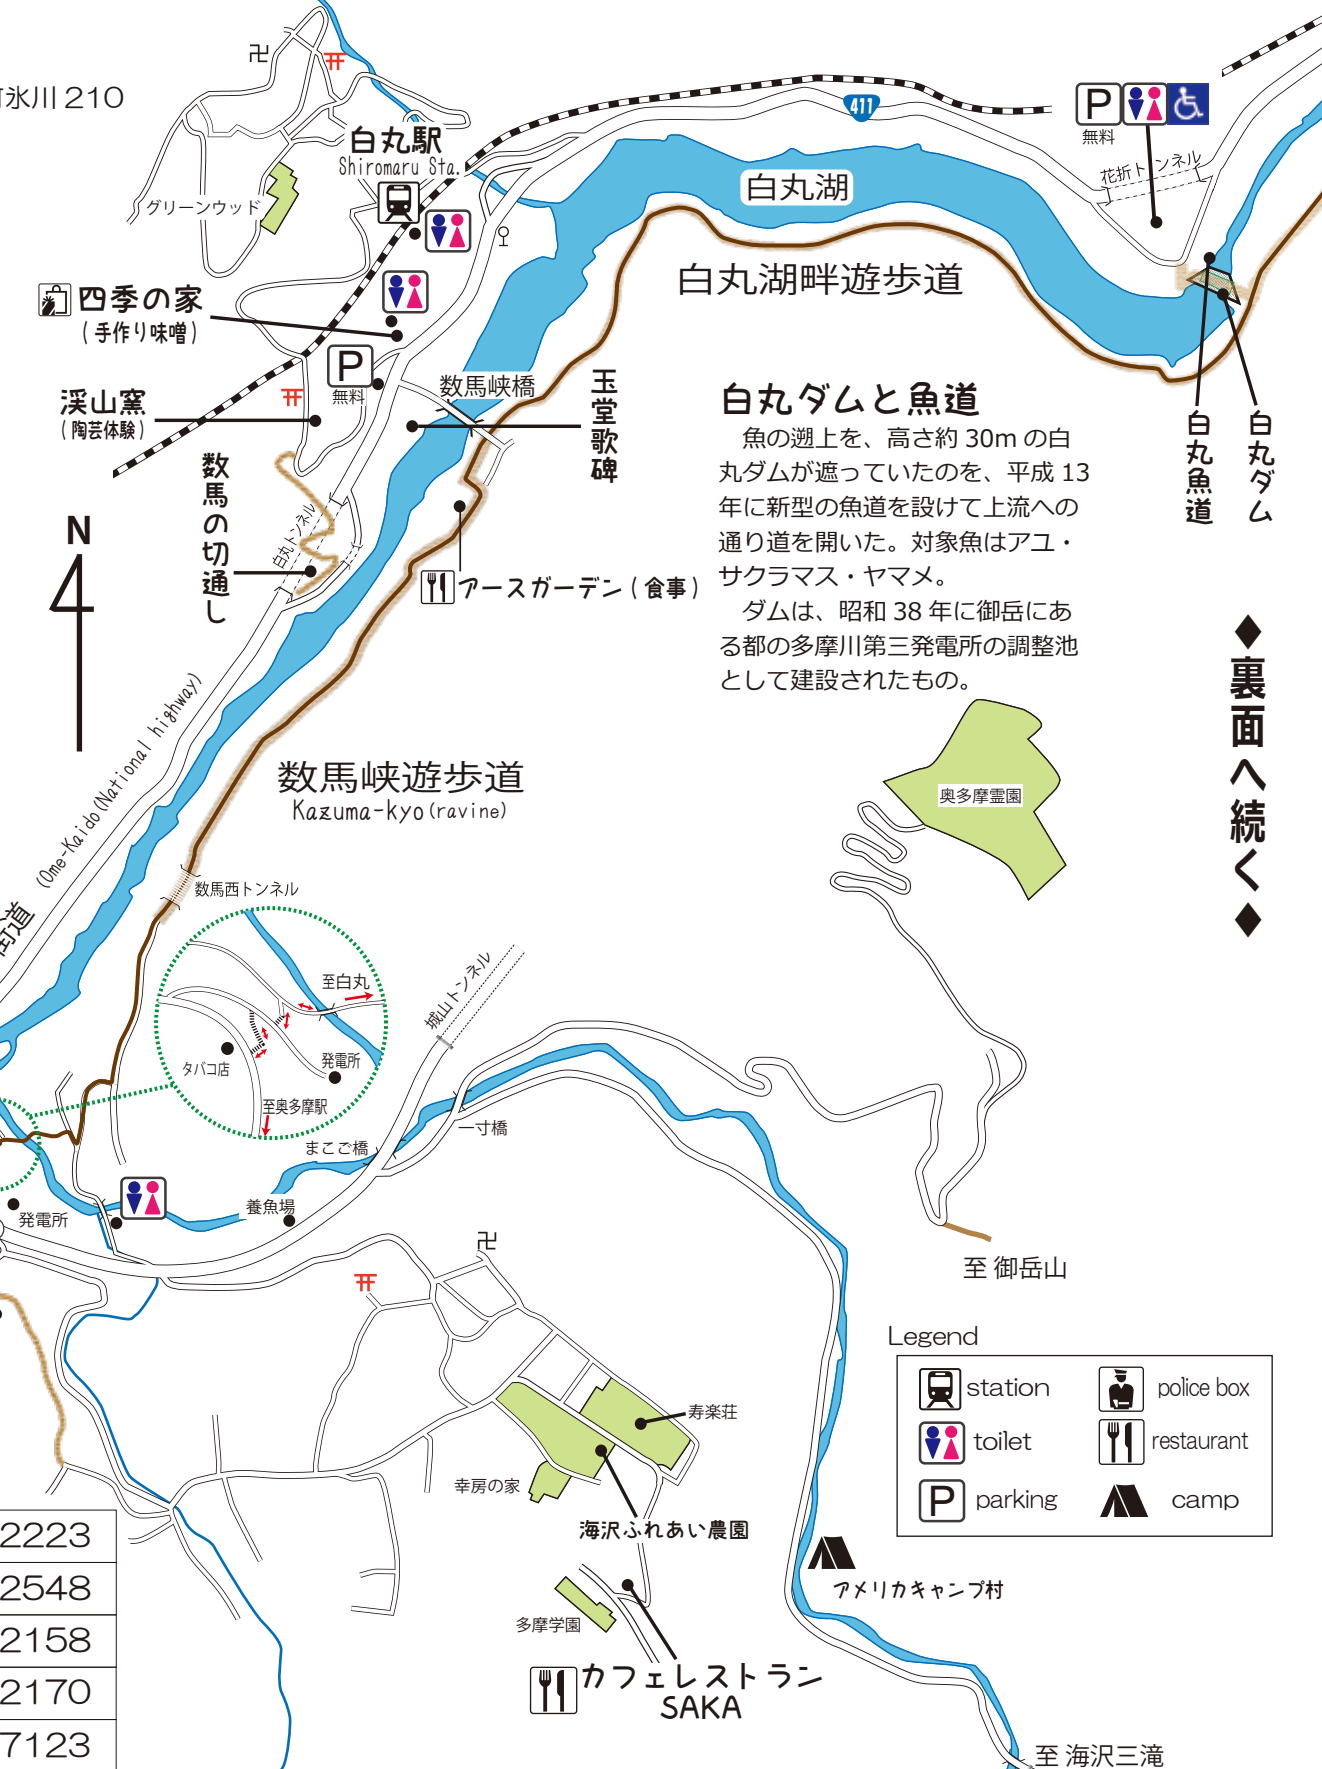 氷川 210
白丸駅
Shiromaru Sta.
グリーンウッド
411
P
無料
花折トンネル
白丸湖
白丸湖畔遊歩道
四季の家
(手作り味噌)
P
無料
渓山窯
(陶芸体験)
数馬峡橋
玉堂歌碑
数馬の切通し
白丸トンネル
N
アースガーデン(食事)
白丸ダムと魚道
魚の遡上を、高さ約 30m の白
丸ダムが遮っていたのを、平成 13
年に新型の魚道を設けて上流への
通り道を開いた。対象魚はアユ・
サクラマス・ヤマメ。
ダムは、昭和 38 年に御岳にあ
る都の多摩川第三発電所の調整池
として建設されたもの。
白丸魚道
白丸ダム
◆裏面へ続く◆
街道
(Ome-Kaido(National highway)
数馬峡遊歩道
Kazuma-kyo(ravine)
奥多摩霊園
数馬西トンネル
至白丸
タバコ店
発電所
至奥多摩駅
城山トンネル
まこご橋
一寸橋
発電所
養魚場
至 御岳山
寿楽荘
幸房の家
海沢ふれあい農園
多摩学園
カフェレストラン
SAKA
アメリカキャンプ村
至 海沢三滝
Legend
station
police box
toilet
restaurant
P
parking
camp
2223
2548
2158
2170
7123